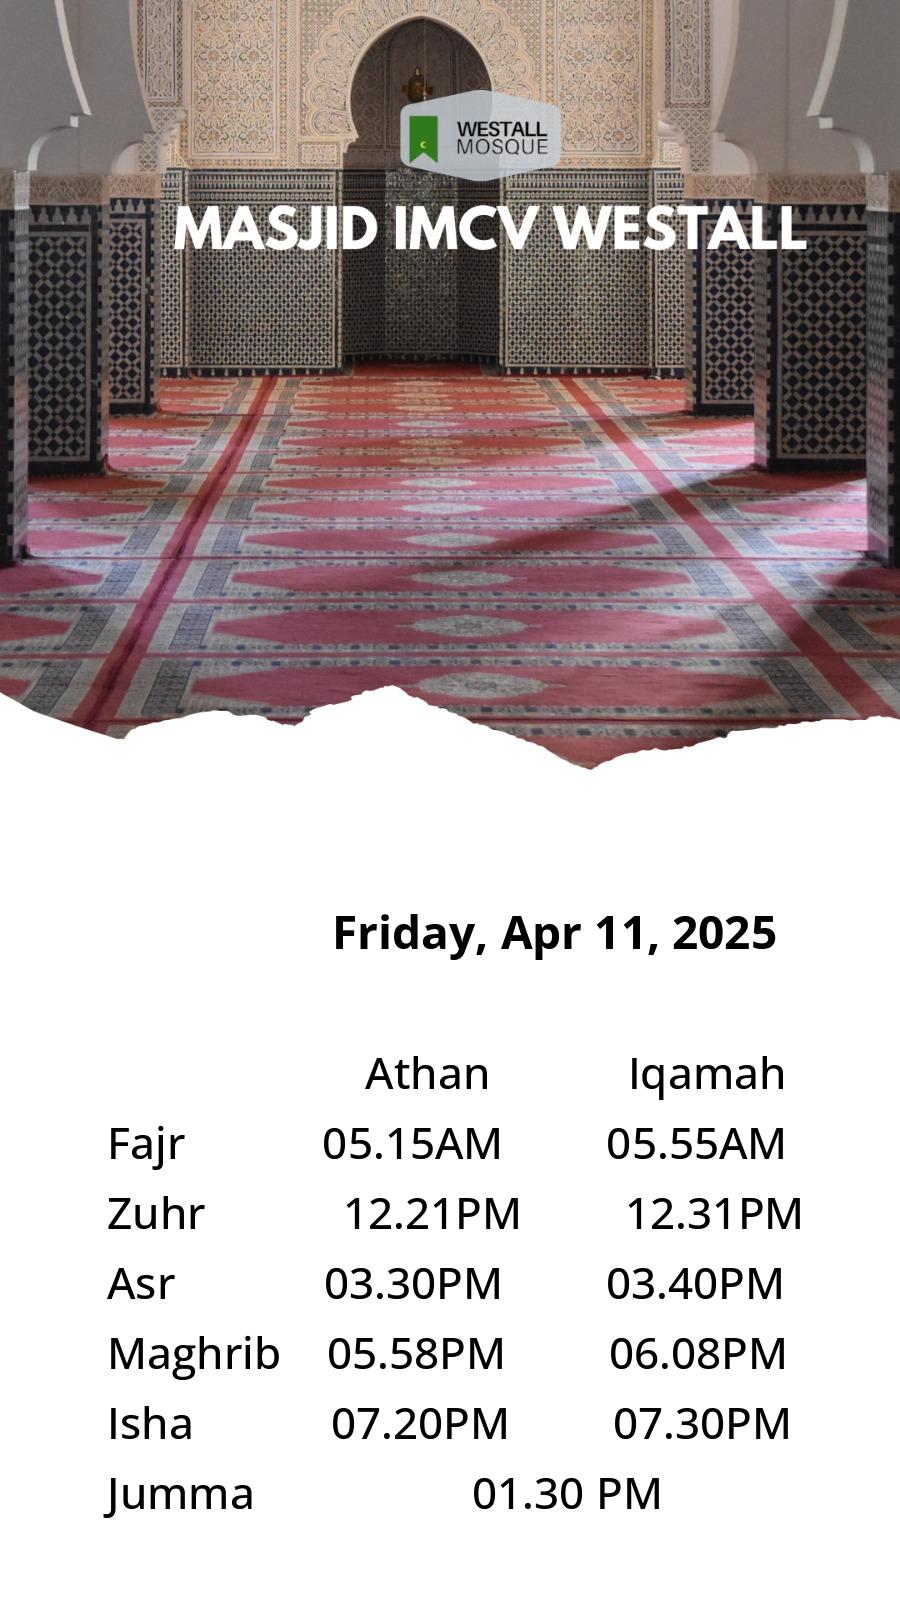 WESTALL
MOSQUE
MASJID IMCV WESTALL
Friday, Apr 11, 2025
Athan Iqamah
Fajr 05.15AM 05.55AM
Zuhr 12.21PM 12.31PM
Asr 03.30PM 03.40PM
Maghrib 05.58PM 06.08PM
Isha 07.20PM 07.30PM
Jumma 01.30 PM